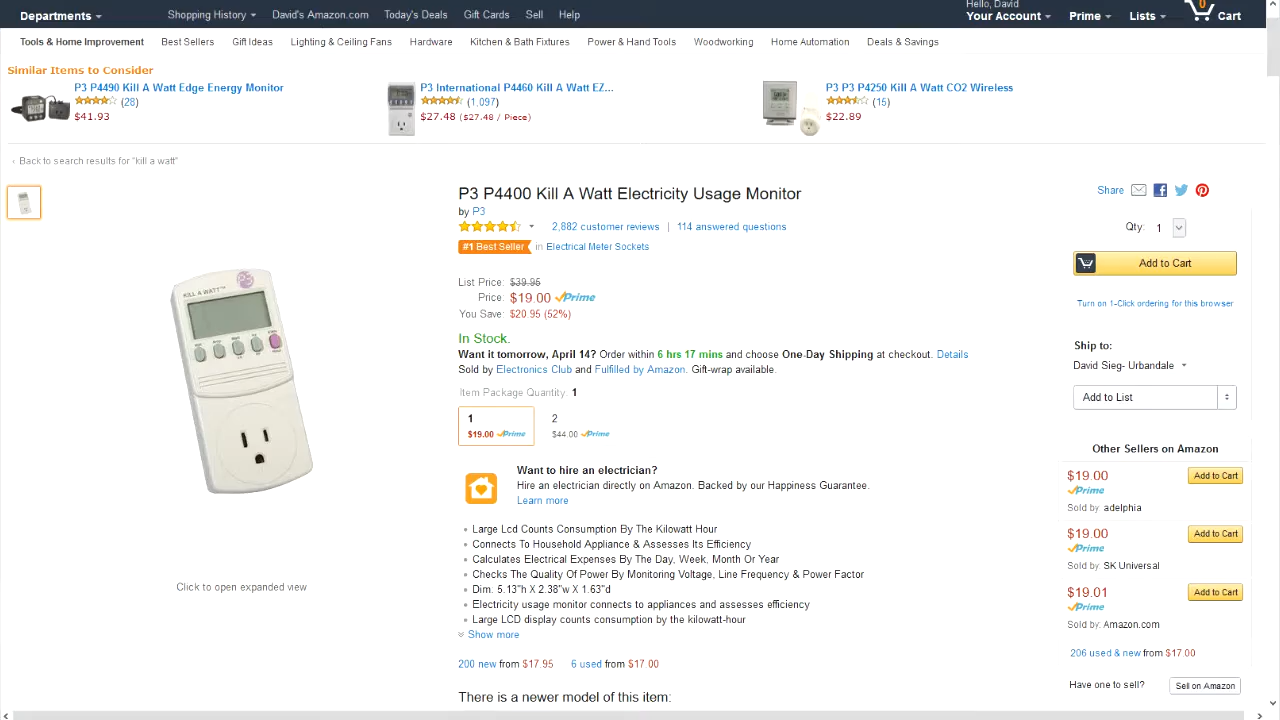 Hello, David
0
Departments
Shopping History
David's Amazon.com
Today's Deals
Gift Cards
Sell
Help
Your Account
Prime
Lists
Cart
Tools & Home Improvement
Best Sellers
Gift Ideas
Lighting & Ceiling Fans
Hardware
Kitchen & Bath Fixtures
Power & Hand Tools
Woodworking
Home Automation
Deals & Savings
Similar Items to Consider
P3 P4490 Kill A Watt Edge Energy Monitor
(28)
$41.93
P3 International P4460 Kill A Watt EZ...
(1,097)
$27.48 ($27.48 / Piece)
P3 P3 P4250 Kill A Watt CO2 Wireless
(15)
$22.89
‹ Back to search results for "kill a watt"
KILL A WATT™
P3 P4400 Kill A Watt Electricity Usage Monitor
by P3
2,882 customer reviews | 114 answered questions
#1 Best Seller in Electrical Meter Sockets
List Price: $39.95
Price: $19.00 Prime
You Save: $20.95 (52%)
In Stock.
Want it tomorrow, April 14? Order within 6 hrs 17 mins and choose One-Day Shipping at checkout. Details
Sold by Electronics Club and Fulfilled by Amazon. Gift-wrap available.
Item Package Quantity: 1
1
$19.00 Prime
2
$44.00 Prime
Want to hire an electrician?
Hire an electrician directly on Amazon. Backed by our Happiness Guarantee.
Learn more
Large Lcd Counts Consumption By The Kilowatt Hour
Connects To Household Appliance & Assesses Its Efficiency
Calculates Electrical Expenses By The Day, Week, Month Or Year
Checks The Quality Of Power By Monitoring Voltage, Line Frequency & Power Factor
Dim: 5.13"h X 2.38"w X 1.63"d
Electricity usage monitor connects to appliances and assesses efficiency
Large LCD display counts consumption by the kilowatt-hour
Show more
200 new from $17.95 6 used from $17.00
There is a newer model of this item:
Click to open expanded view
Share
Qty: 1
Add to Cart
Turn on 1-Click ordering for this browser
Ship to:
David Sieg- Urbandale
Add to List
Other Sellers on Amazon
$19.00
Add to Cart
Prime
Sold by: adelphia
$19.00
Add to Cart
Prime
Sold by: SK Universal
$19.01
Add to Cart
Prime
Sold by: Amazon.com
206 used & new from $17.00
Have one to sell?
Sell on Amazon